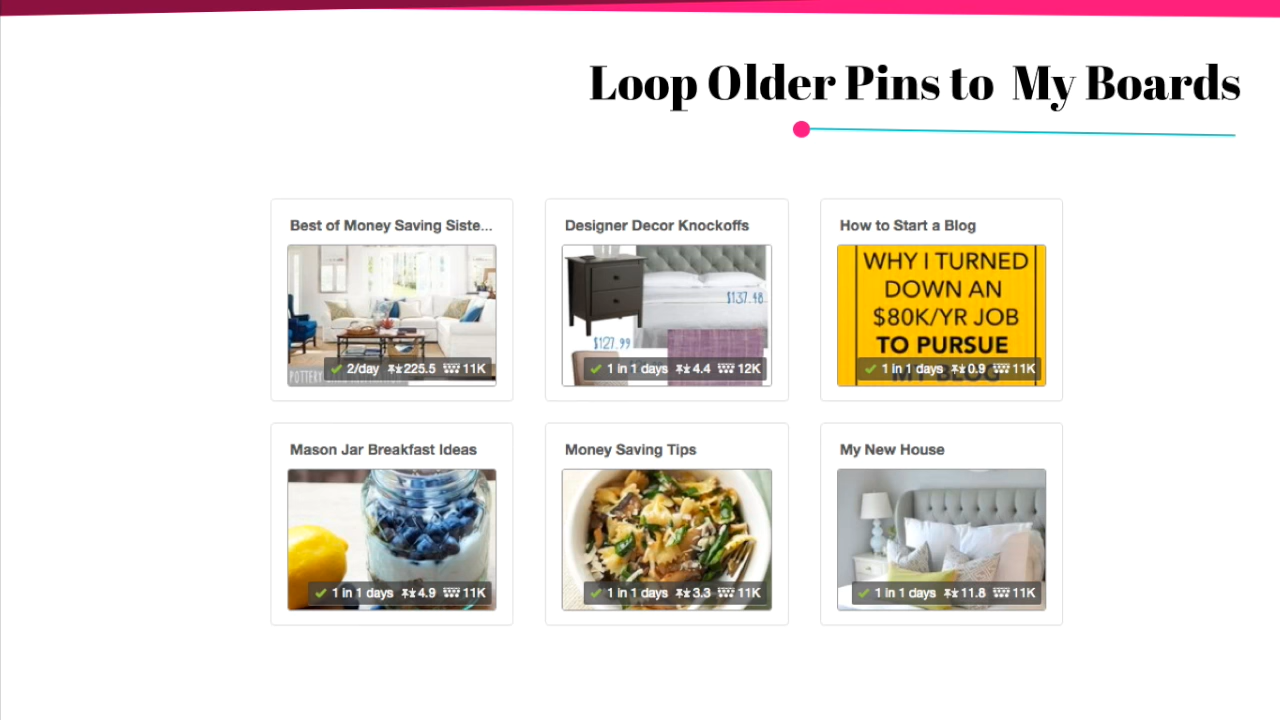 Loop Older Pins to My Boards
Best of Money Saving Siste...
Designer Decor Knockoffs
How to Start a Blog
$137.48
$127.99
WHY I TURNED
DOWN AN
$80K/YR JOB
TO PURSUE
MY BLOG
POTTERY
2/day 225.5 11K
1 in 1 days 4.4 12K
1 in 1 days 0.9 11K
Mason Jar Breakfast Ideas
Money Saving Tips
My New House
1 in 1 days 4.9 11K
1 in 1 days 3.3 11K
1 in 1 days 11.8 11K